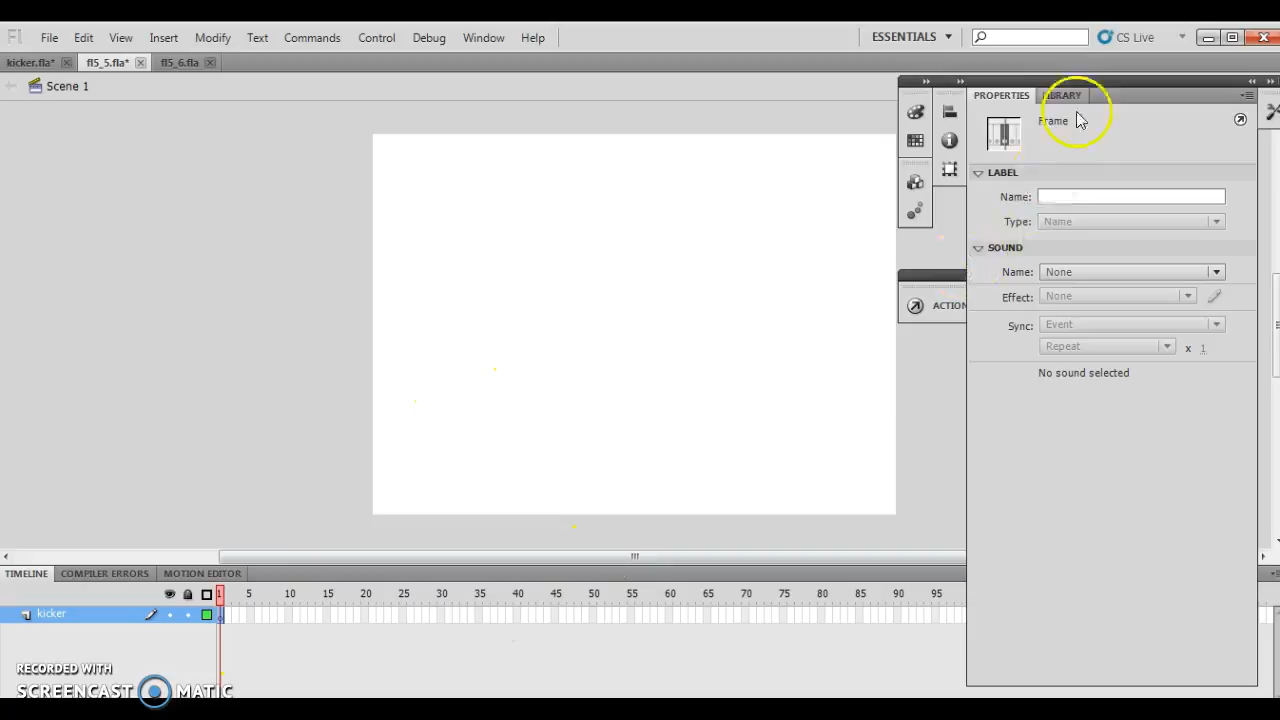 Fl File Edit View Insert Modify Text Commands Control Debug Window Help ESSENTIALS CS Live
kicker.fla* fl5_5.fla* fl5_6.fla
Scene 1
PROPERTIES LIBRARY
Frame
LABEL
Name:
Type: Name
SOUND
Name: None
Effect: None
ACTION
Sync: Event
Repeat x 1
No sound selected
TIMELINE COMPILER ERRORS MOTION EDITOR
1 5 10 15 20 25 30 35 40 45 50 55 60 65 70 75 80 85 90 95
kicker
RECORDED WITH
SCREENCAST MATIC